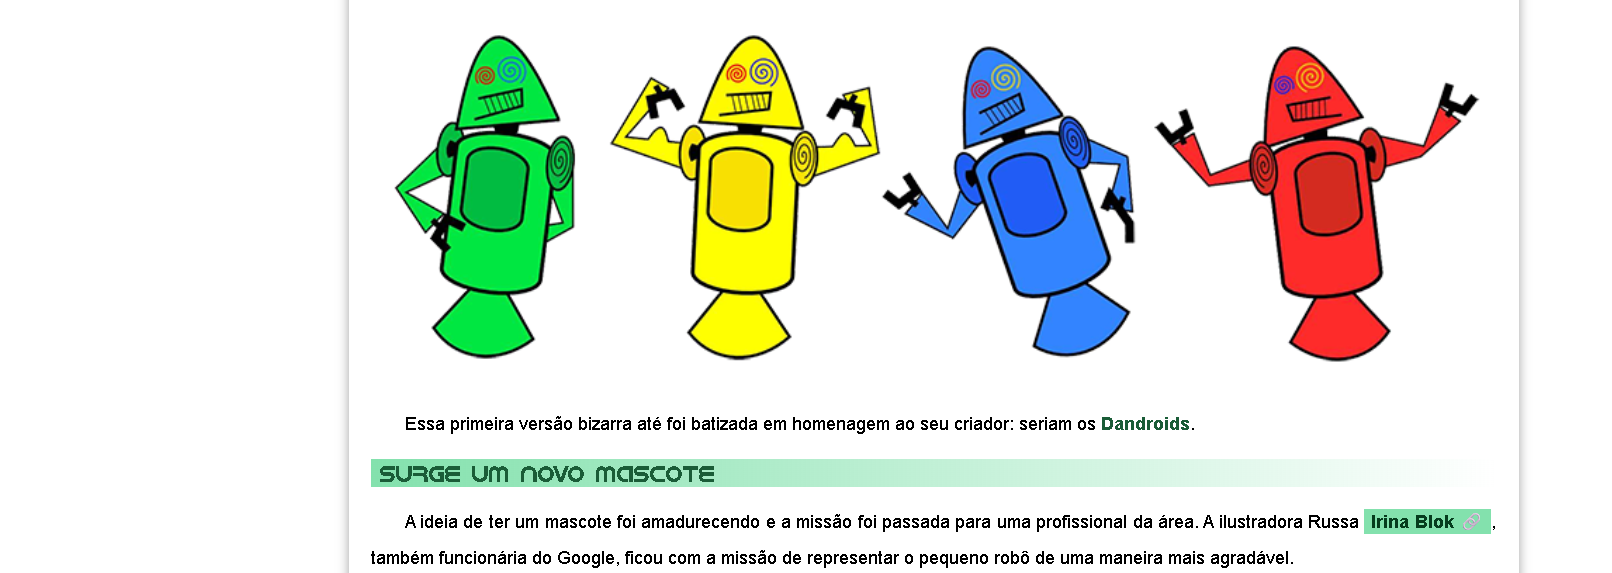 Essa primeira versão bizarra até foi batizada em homenagem ao seu criador: seriam os Dandroids.
SURGE UM NOVO MASCOTE
A ideia de ter um mascote foi amadurecendo e a missão foi passada para uma profissional da área. A ilustradora Russa Irina Blok ,
também funcionária do Google, ficou com a missão de representar o pequeno robô de uma maneira mais agradável.